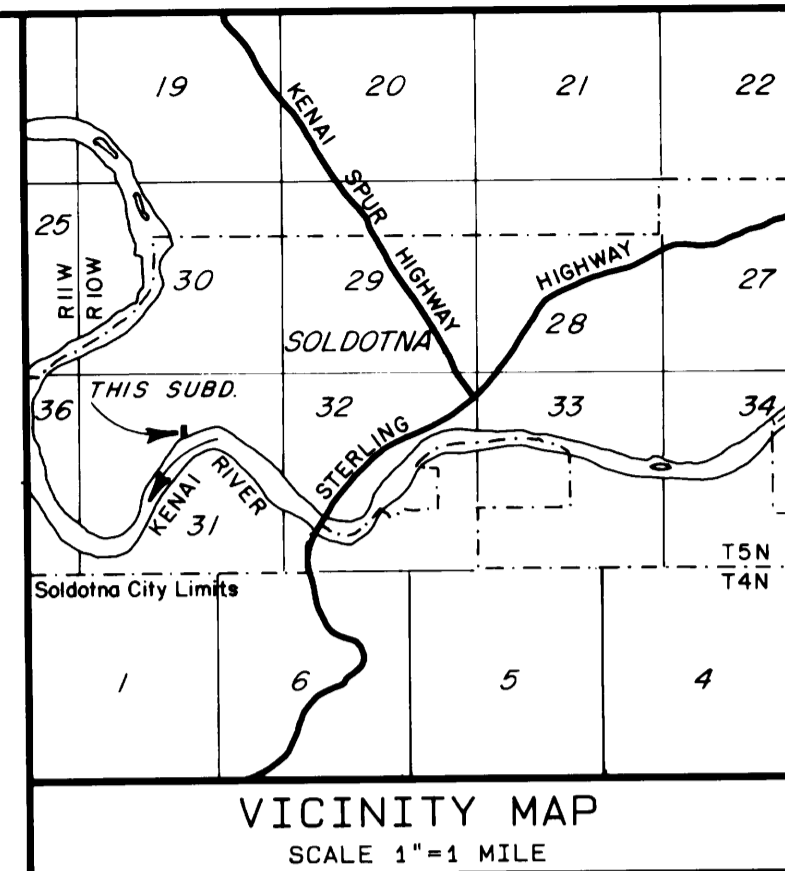 19
20
21
22
KENAI SPUR HIGHWAY
25
R11W
R10W
30
29
HIGHWAY
28
27
SOLDOTNA
THIS SUBD.
36
32
STERLING
33
34
KENAI RIVER
31
T5N
T4N
Soldotna City Limits
1
6
5
4
VICINITY MAP
SCALE 1"=1 MILE